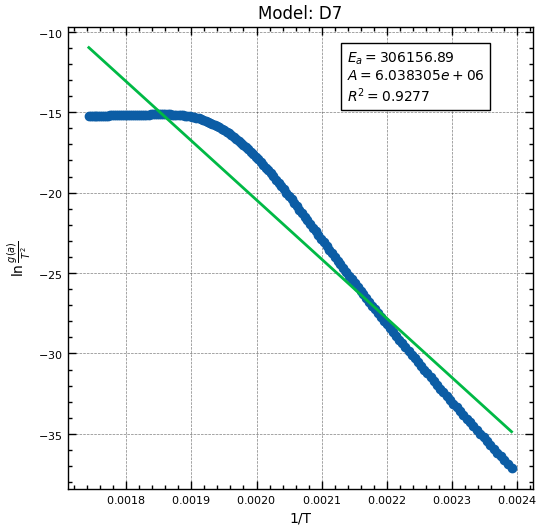 Model: D7
−10
−15
−20
−25
−30
−35
ln g(a)/T²
E_a = 306156.89
A = 6.038305e + 06
R² = 0.9277
0.0018 0.0019 0.0020 0.0021 0.0022 0.0023 0.0024
1/T